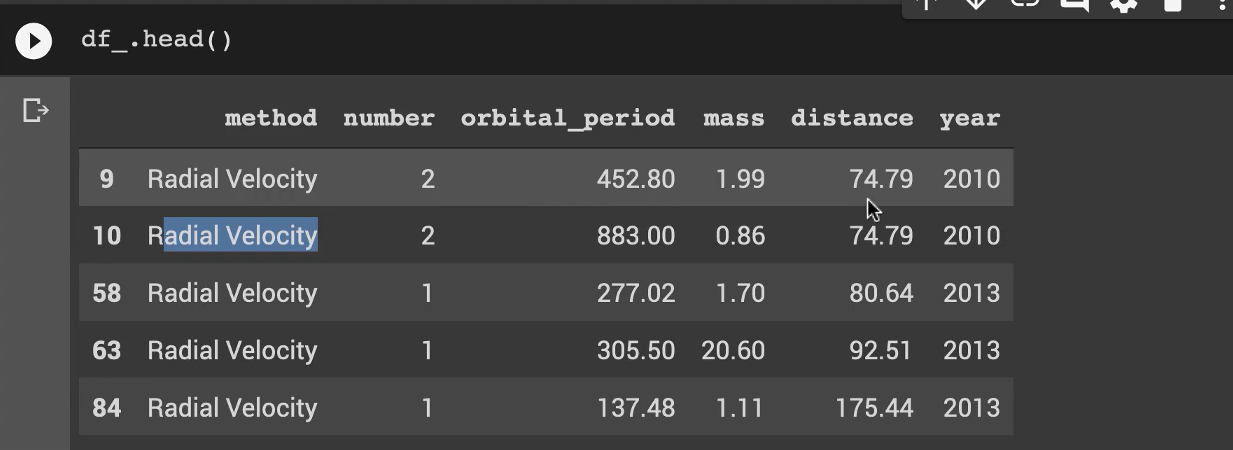 df_.head()
method number orbital_period mass distance year
9 Radial Velocity 2 452.80 1.99 74.79 2010
10 Radial Velocity 2 883.00 0.86 74.79 2010
58 Radial Velocity 1 277.02 1.70 80.64 2013
63 Radial Velocity 1 305.50 20.60 92.51 2013
84 Radial Velocity 1 137.48 1.11 175.44 2013